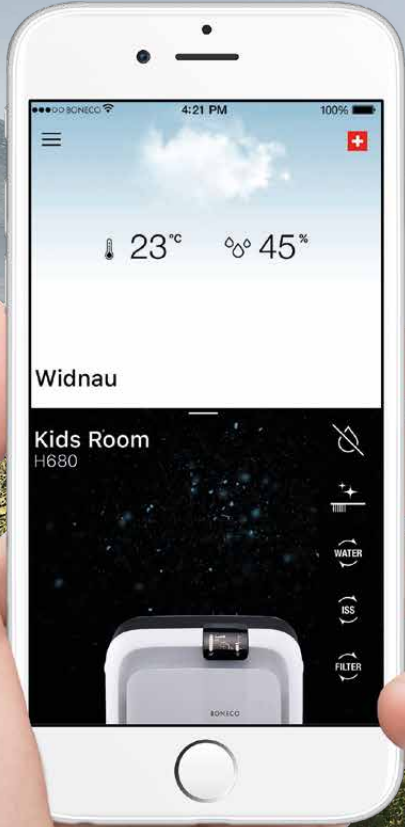 ●●●○○ BONECO 4:21 PM 100%
23°C 45%
Widnau
Kids Room
H680
WATER
ISS
FILTER
BONECO